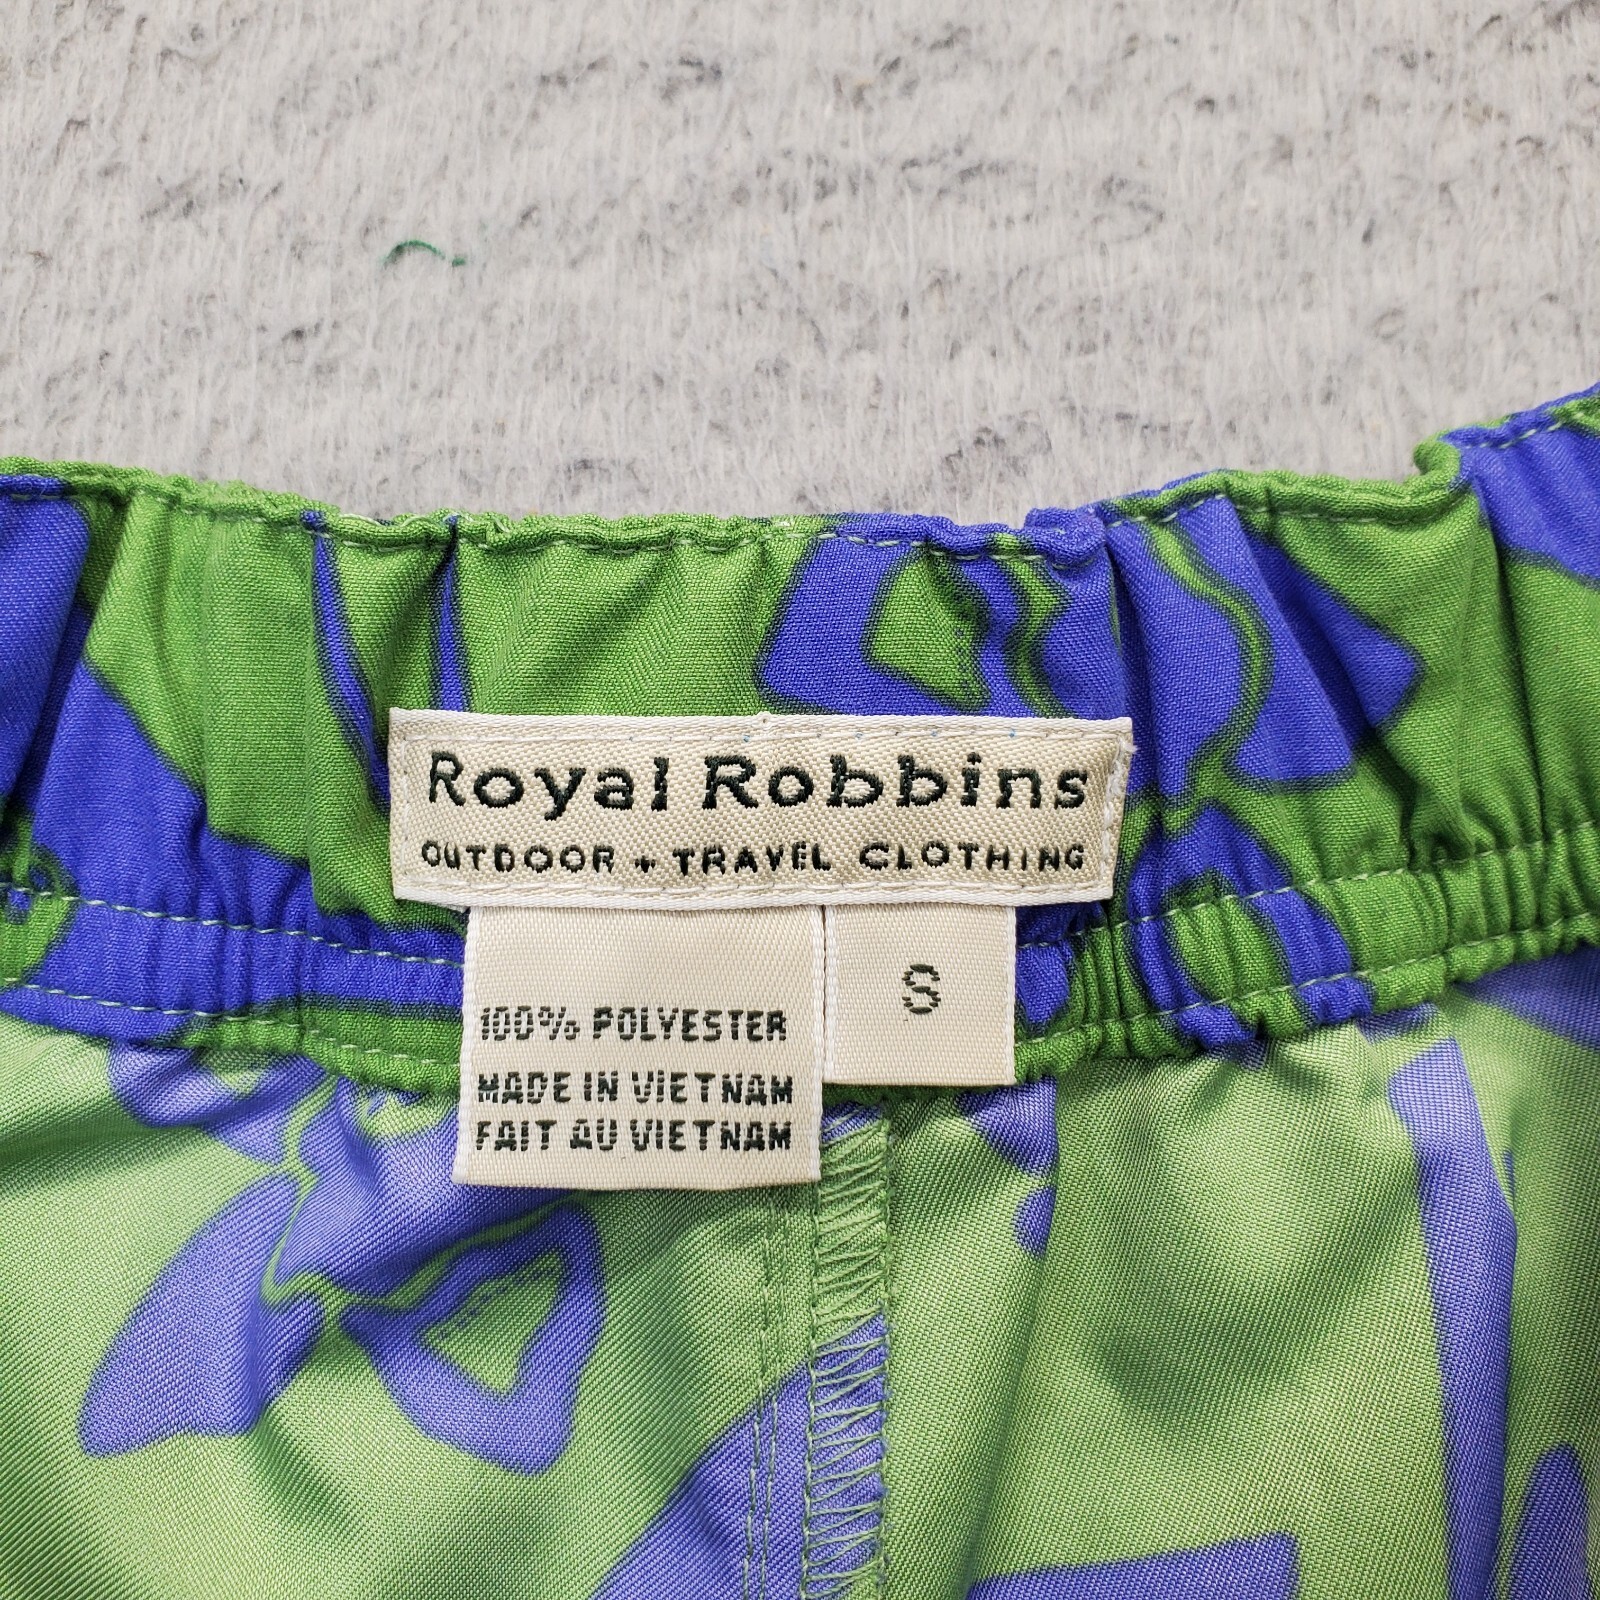 Royal Robbins
OUTDOOR + TRAVEL CLOTHING
S
100% POLYESTER
MADE IN VIETNAM
FAIT AU VIETNAM